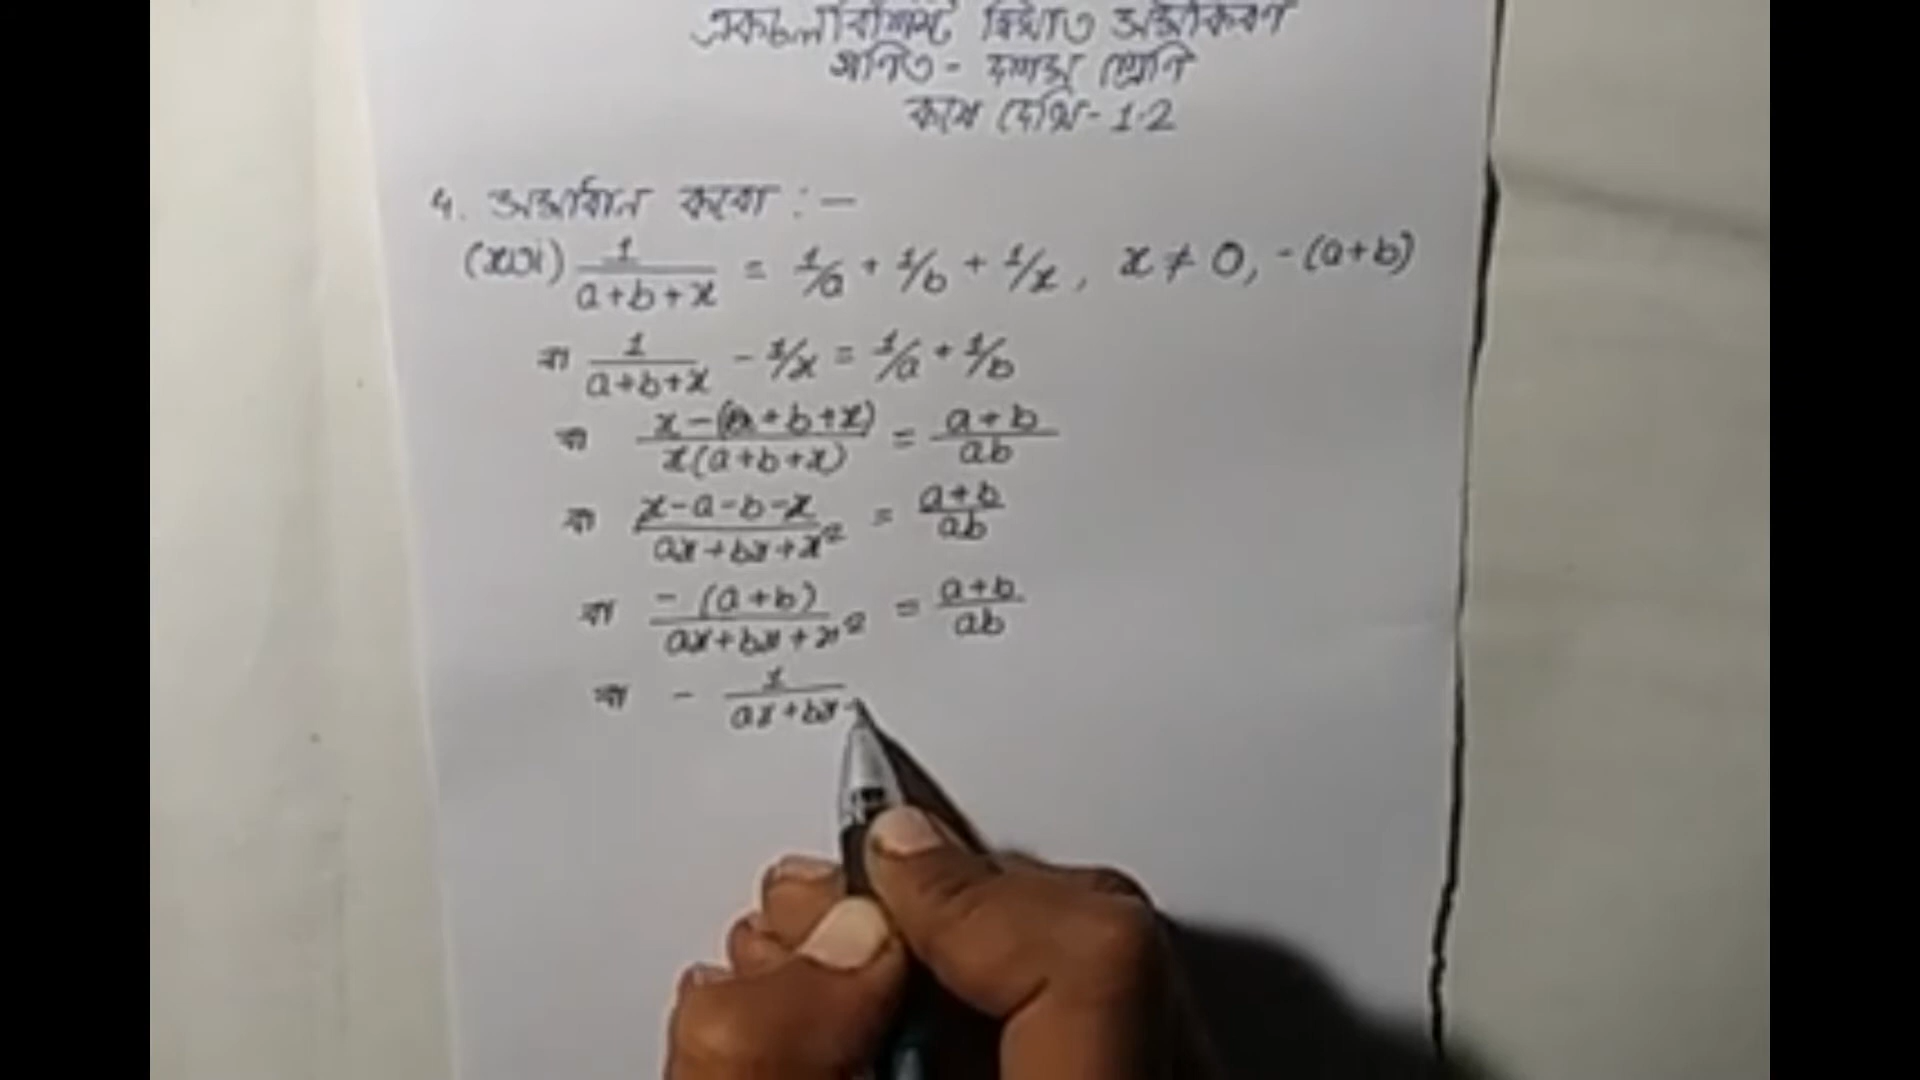 একচলবিশিষ্ট দ্বিঘাত সমীকরণ
গণিত - দশম শ্রেণি
কষে দেখি - 1.2
4. সমাধান করো :-
(xvi) 1/(a+b+x) = 1/a + 1/b + 1/x, x ≠ 0, -(a+b)
বা 1/(a+b+x) - 1/x = 1/a + 1/b
বা (x-(a+b+x))/(x(a+b+x)) = (a+b)/(ab)
বা (x-a-b-x)/(ax+bx+x²) = (a+b)/(ab)
বা (-(a+b))/(ax+bx+x²) = (a+b)/(ab)
বা - 1/(ax+bx+